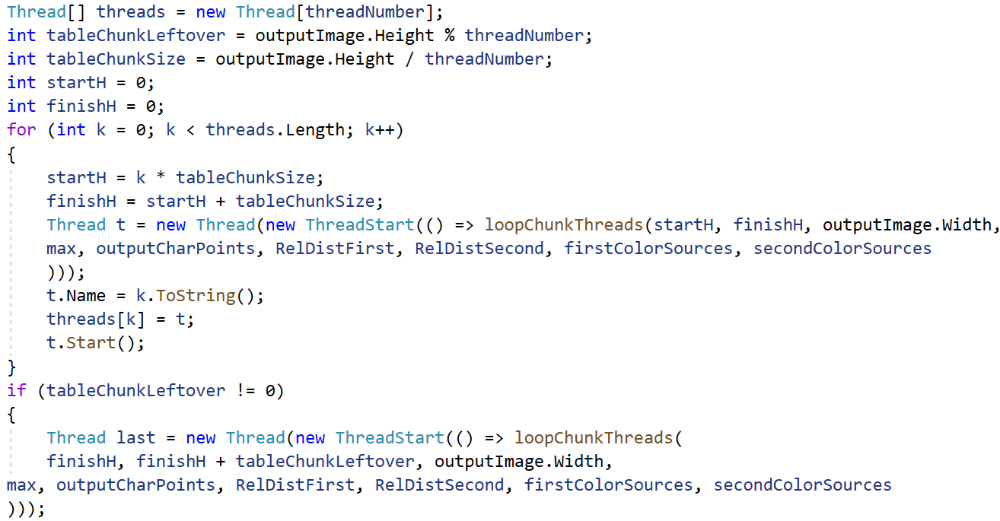 Thread[] threads = new Thread[threadNumber];
int tableChunkLeftover = outputImage.Height % threadNumber;
int tableChunkSize = outputImage.Height / threadNumber;
int startH = 0;
int finishH = 0;
for (int k = 0; k < threads.Length; k++)
{
    startH = k * tableChunkSize;
    finishH = startH + tableChunkSize;
    Thread t = new Thread(new ThreadStart(() => loopChunkThreads(startH, finishH, outputImage.Width,
    max, outputCharPoints, RelDistFirst, RelDistSecond, firstColorSources, secondColorSources
    )));
    t.Name = k.ToString();
    threads[k] = t;
    t.Start();
}
if (tableChunkLeftover != 0)
{
    Thread last = new Thread(new ThreadStart(() => loopChunkThreads(
    finishH, finishH + tableChunkLeftover, outputImage.Width,
max, outputCharPoints, RelDistFirst, RelDistSecond, firstColorSources, secondColorSources
)));